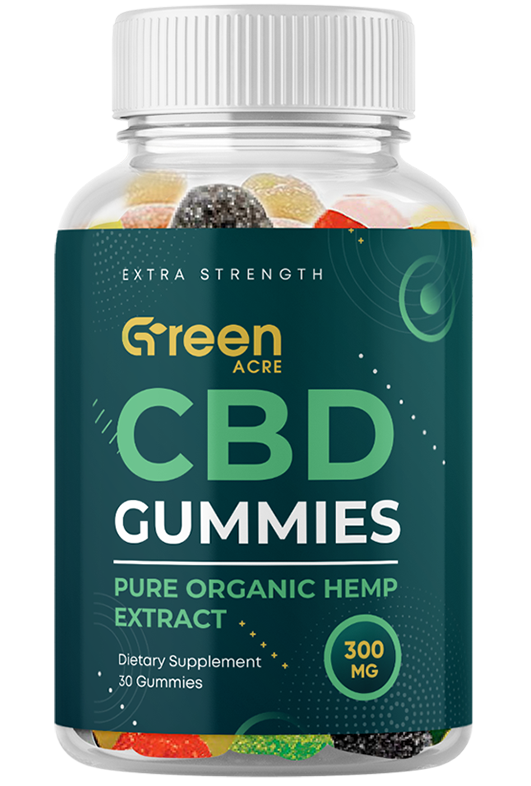 EXTRA STRENGTH
Green
ACRE
CBD
GUMMIES
PURE ORGANIC HEMP
EXTRACT
300
MG
Dietary Supplement
30 Gummies